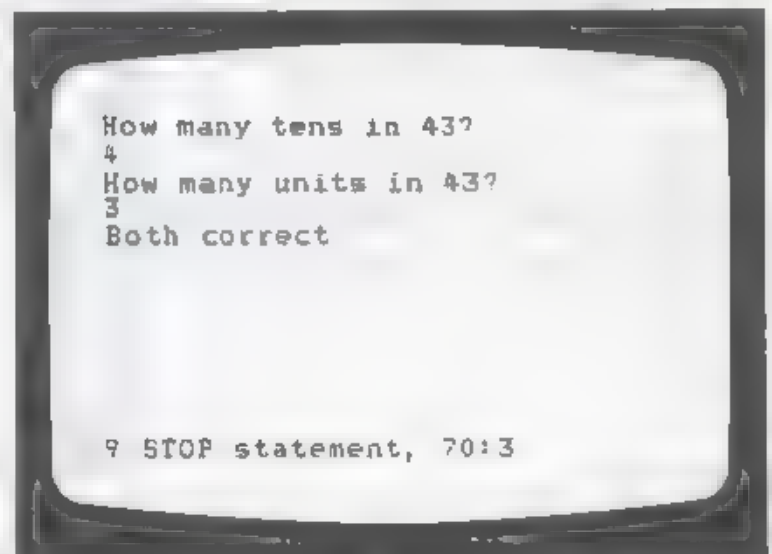 How many tens in 43?
4
How many units in 43?
3
Both correct
9 STOP statement, 70:3